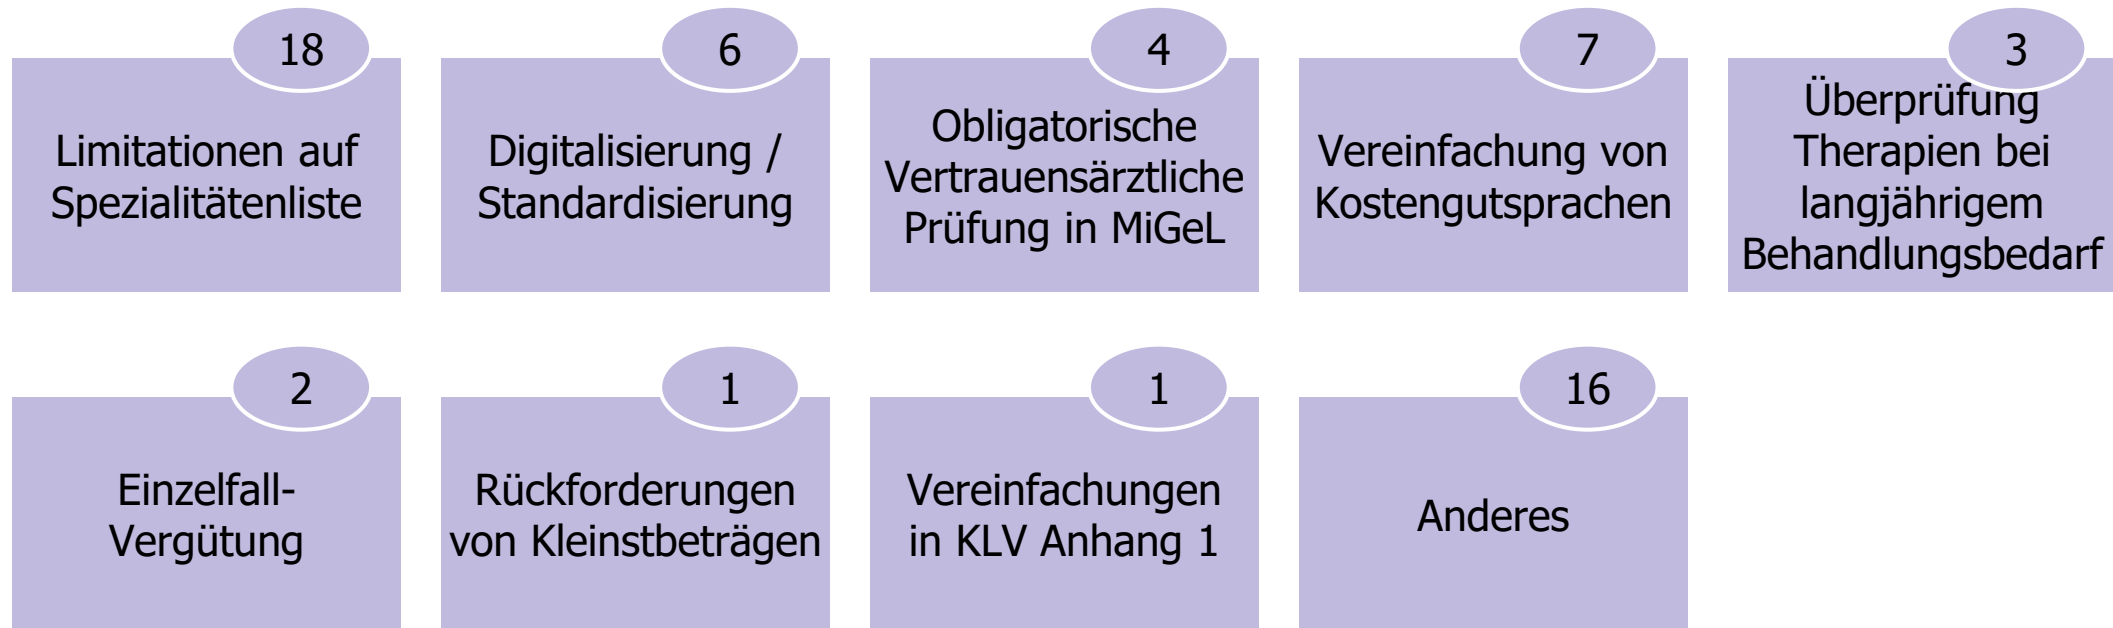 18
Limitationen auf
Spezialitätenliste
6
Digitalisierung /
Standardisierung
4
Obligatorische
Vertrauensärztliche
Prüfung in MiGeL
7
Vereinfachung von
Kostengutsprachen
3
Überprüfung
Therapien bei
langjährigem
Behandlungsbedarf
2
Einzelfall-
Vergütung
1
Rückforderungen
von Kleinstbeträgen
1
Vereinfachungen
in KLV Anhang 1
16
Anderes